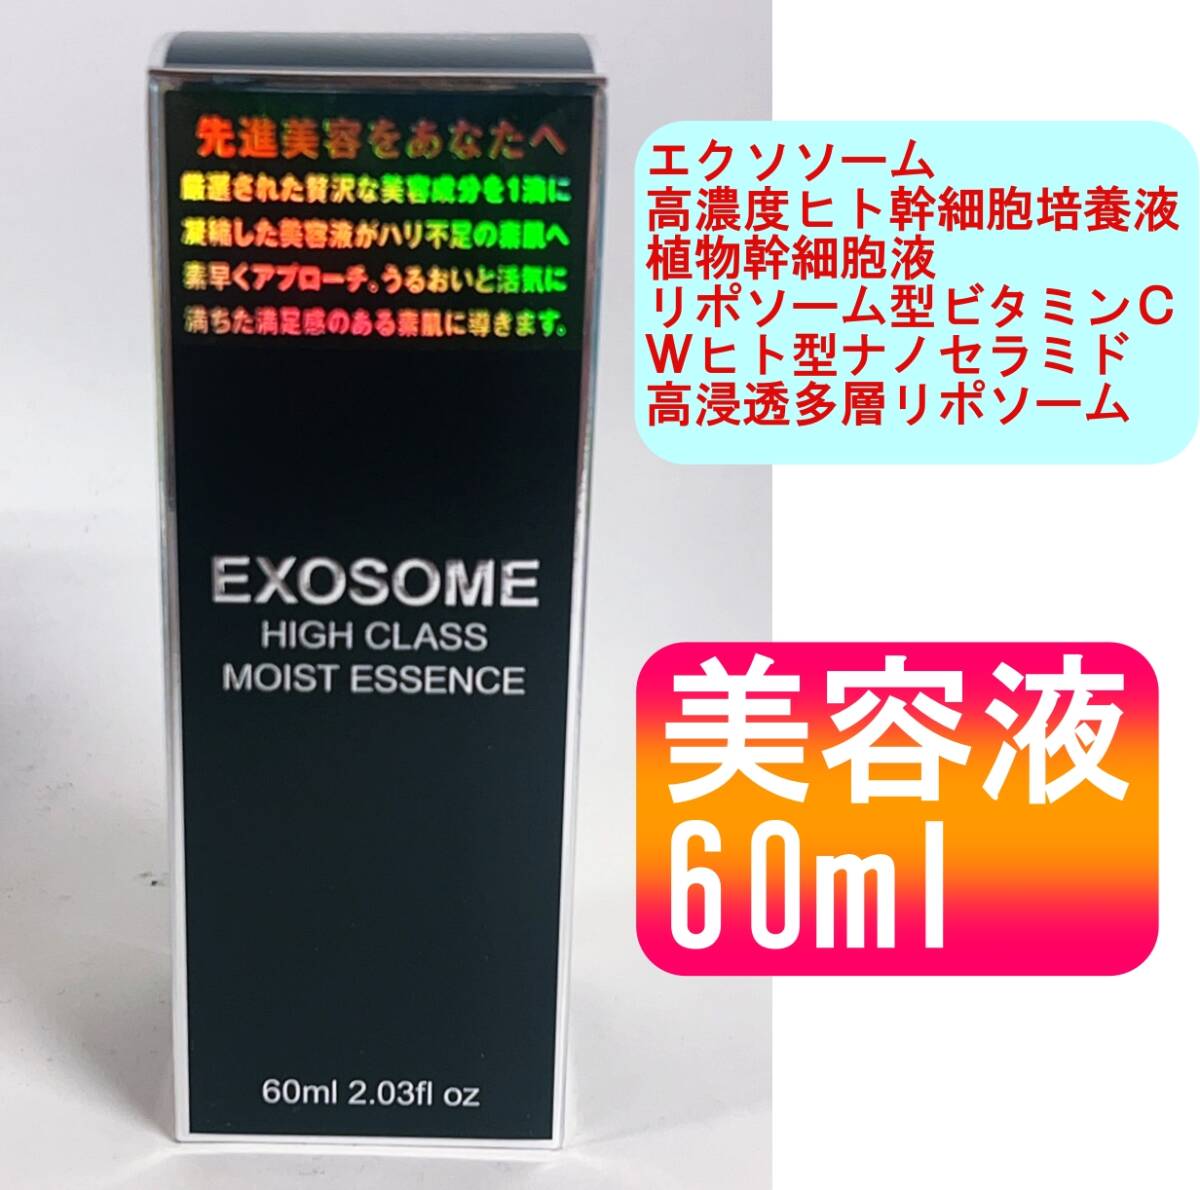 先進美容をあなたへ
厳選された贅沢な美容成分を1滴に
凝縮した美容液がハリ不足の素肌へ
素早くアプローチ。うるおいと活気に
満ちた満足感のある素肌に導きます。
EXOSOME
HIGH CLASS
MOIST ESSENCE
60ml 2.03fl oz
エクソソーム
高濃度ヒト幹細胞培養液
植物幹細胞液
リポソーム型ビタミンC
Wヒト型ナノセラミド
高浸透多層リポソーム
美容液
60ml